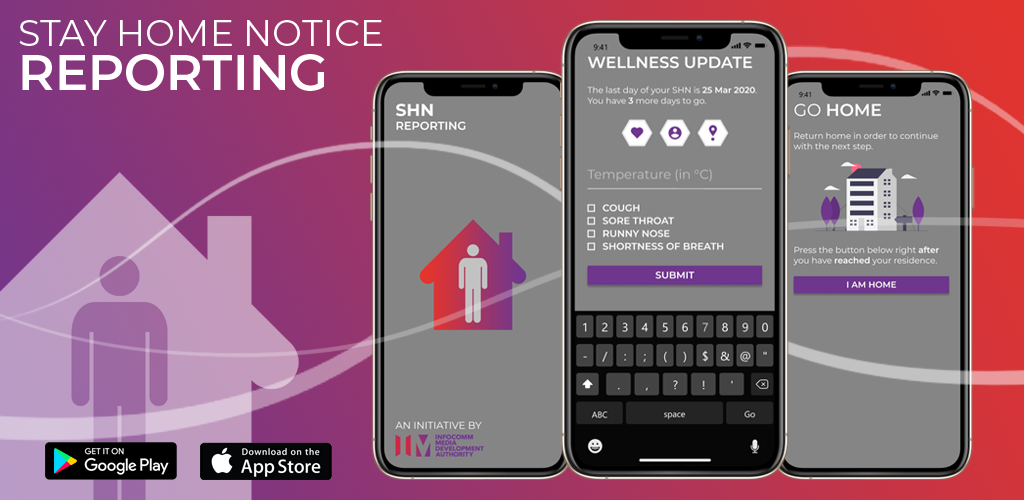 STAY HOME NOTICE
REPORTING
GET IT ON
Google Play
Download on the
App Store
SHN
REPORTING
AN INITIATIVE BY
INFOCOMM
MEDIA
DEVELOPMENT
AUTHORITY
9:41
WELLNESS UPDATE
The last day of your SHN is 25 Mar 2020.
You have 3 more days to go.
Temperature (in °C)
COUGH
SORE THROAT
RUNNY NOSE
SHORTNESS OF BREATH
SUBMIT
1 2 3 4 5 6 7 8 9 0
- / : ; ( ) $ & @ "
. , ? ! '
ABC space Go
9:41
GO HOME
Return home in order to continue
with the next step.
Press the button below right after
you have reached your residence.
I AM HOME